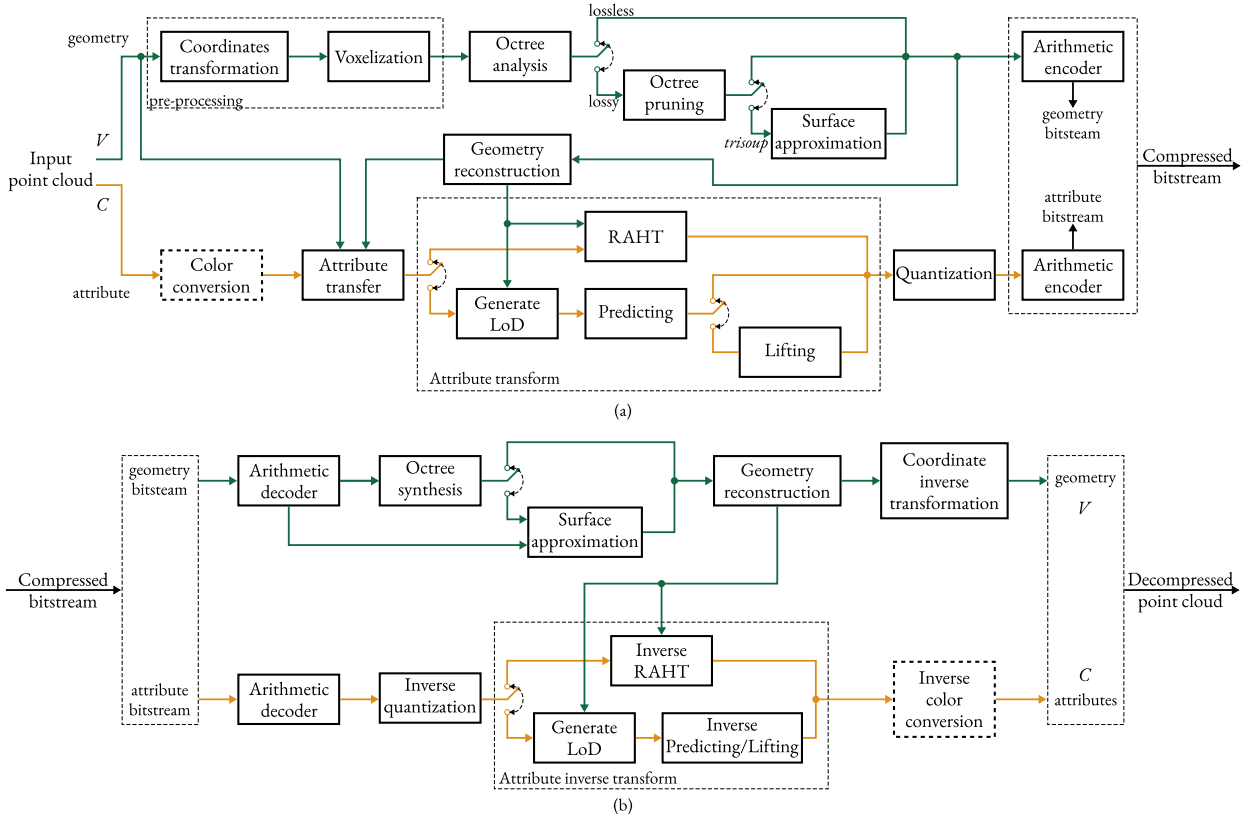 lossless
geometry
Coordinates
transformation
Voxelization
pre-processing
Octree
analysis
lossy
Octree
pruning
trisoup
Surface
approximation
Arithmetic
encoder
geometry
bitsteam
V
Input
point cloud
C
Geometry
reconstruction
Compressed
bitstream
attribute
bitstream
Arithmetic
encoder
attribute
Color
conversion
Attribute
transfer
RAHT
Generate
LoD
Predicting
Lifting
Attribute transform
Quantization
(a)
geometry
bitsteam
Arithmetic
decoder
Octree
synthesis
Surface
approximation
Geometry
reconstruction
Coordinate
inverse
transformation
geometry
V
Compressed
bitstream
Decompressed
point cloud
attribute
bitstream
Arithmetic
decoder
Inverse
quantization
Inverse
RAHT
Generate
LoD
Inverse
Predicting/Lifting
Attribute inverse transform
Inverse
color
conversion
C
attributes
(b)